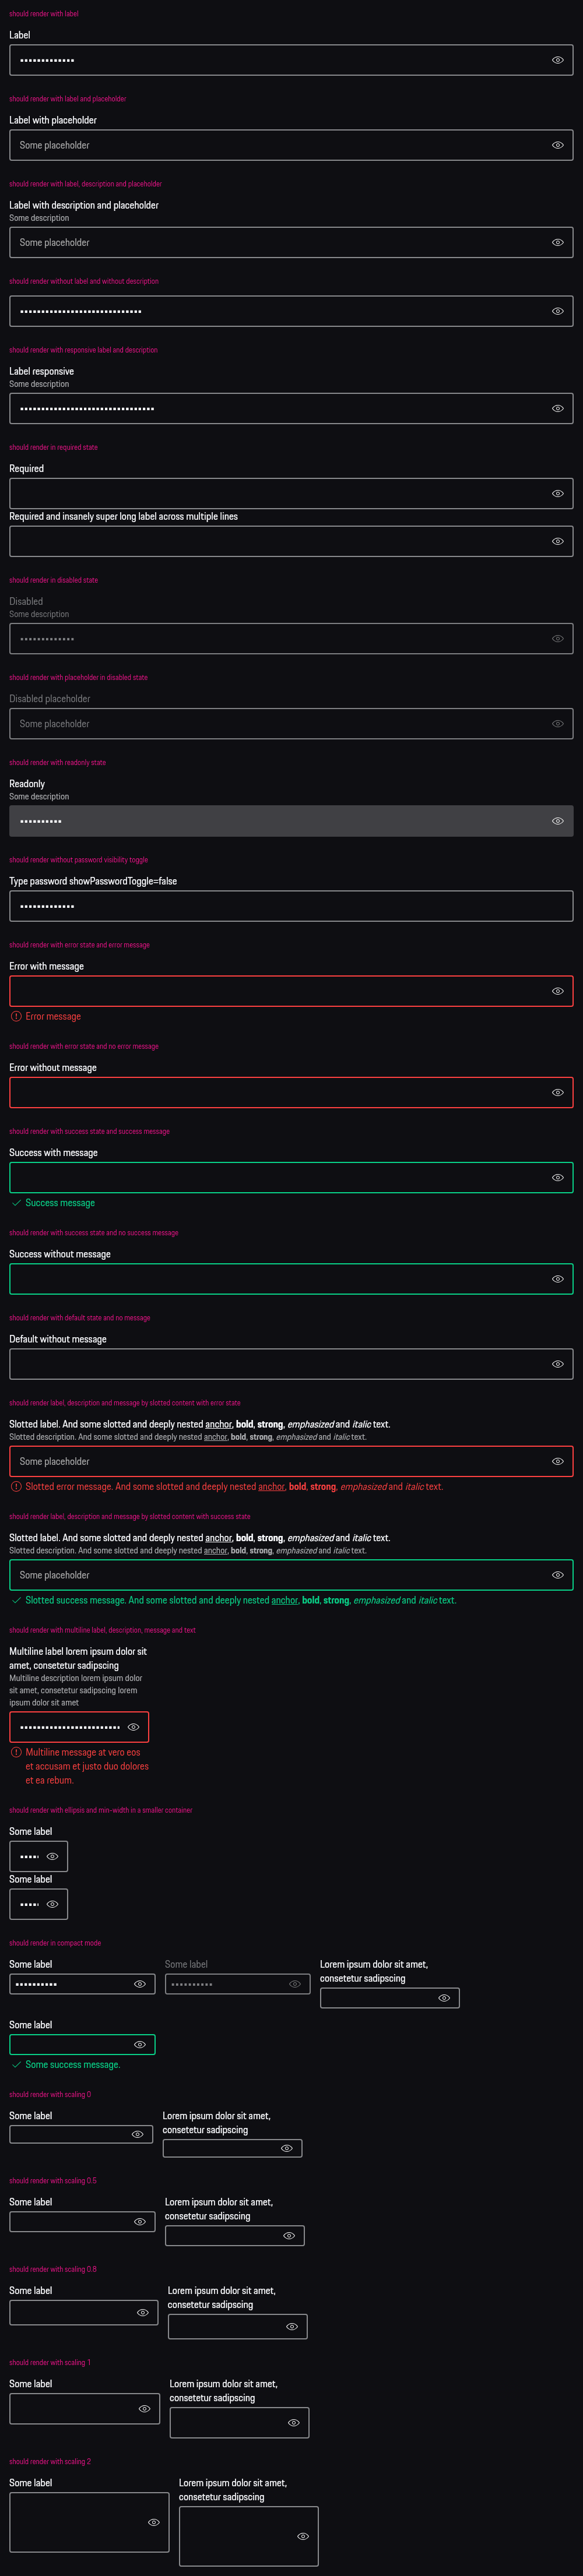 should render with label
Label
•••••••••••••
should render with label and placeholder
Label with placeholder
Some placeholder
should render with label, description and placeholder
Label with description and placeholder
Some description
Some placeholder
should render without label and without description
•••••••••••••••••••••••••••••
should render with responsive label and description
Label responsive
Some description
••••••••••••••••••••••••••••••••
should render in required state
Required
Required and insanely super long label across multiple lines
should render in disabled state
Disabled
Some description
•••••••••••••
should render with placeholder in disabled state
Disabled placeholder
Some placeholder
should render with readonly state
Readonly
Some description
••••••••••
should render without password visibility toggle
Type password showPasswordToggle=false
•••••••••••••
should render with error state and error message
Error with message
Error message
should render with error state and no error message
Error without message
should render with success state and success message
Success with message
Success message
should render with success state and no success message
Success without message
should render with default state and no message
Default without message
should render label, description and message by slotted content with error state
Slotted label. And some slotted and deeply nested anchor, bold, strong, emphasized and italic text.
Slotted description. And some slotted and deeply nested anchor, bold, strong, emphasized and italic text.
Some placeholder
Slotted error message. And some slotted and deeply nested anchor, bold, strong, emphasized and italic text.
should render label, description and message by slotted content with success state
Slotted label. And some slotted and deeply nested anchor, bold, strong, emphasized and italic text.
Slotted description. And some slotted and deeply nested anchor, bold, strong, emphasized and italic text.
Some placeholder
Slotted success message. And some slotted and deeply nested anchor, bold, strong, emphasized and italic text.
should render with multiline label, description, message and text
Multiline label lorem ipsum dolor sit
amet, consetetur sadipscing
Multiline description lorem ipsum dolor
sit amet, consetetur sadipscing lorem
ipsum dolor sit amet
••••••••••••••••••••••••
Multiline message at vero eos
et accusam et justo duo dolores
et ea rebum.
should render with ellipsis and min-width in a smaller container
Some label
•••••
Some label
•••••
should render in compact mode
Some label
••••••••••
Some label
••••••••••
Lorem ipsum dolor sit amet,
consetetur sadipscing
Some label
Some success message.
should render with scaling 0
Some label
Lorem ipsum dolor sit amet,
consetetur sadipscing
should render with scaling 0.5
Some label
Lorem ipsum dolor sit amet,
consetetur sadipscing
should render with scaling 0.8
Some label
Lorem ipsum dolor sit amet,
consetetur sadipscing
should render with scaling 1
Some label
Lorem ipsum dolor sit amet,
consetetur sadipscing
should render with scaling 2
Some label
Lorem ipsum dolor sit amet,
consetetur sadipscing